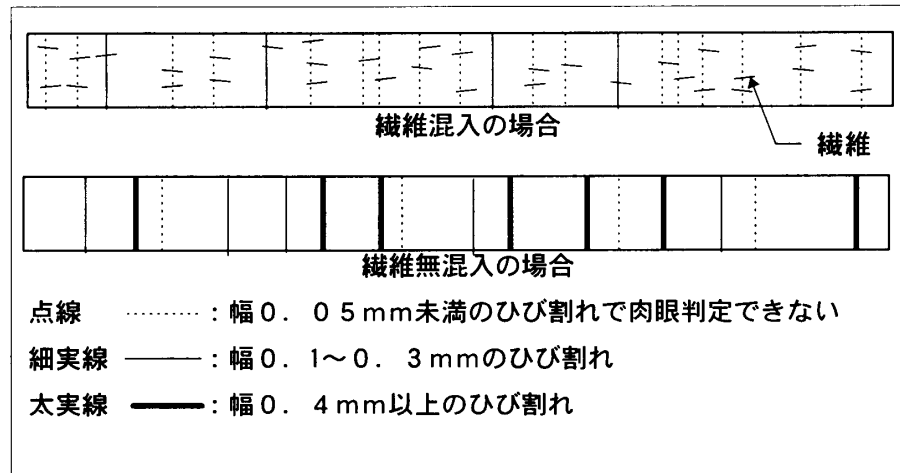 繊維混入の場合
繊維
繊維無混入の場合
点線 ………… : 幅0. 05mm未満のひび割れで肉眼判定できない
細実線 ――― : 幅0. 1~0. 3mmのひび割れ
太実線 ――― : 幅0. 4mm以上のひび割れ